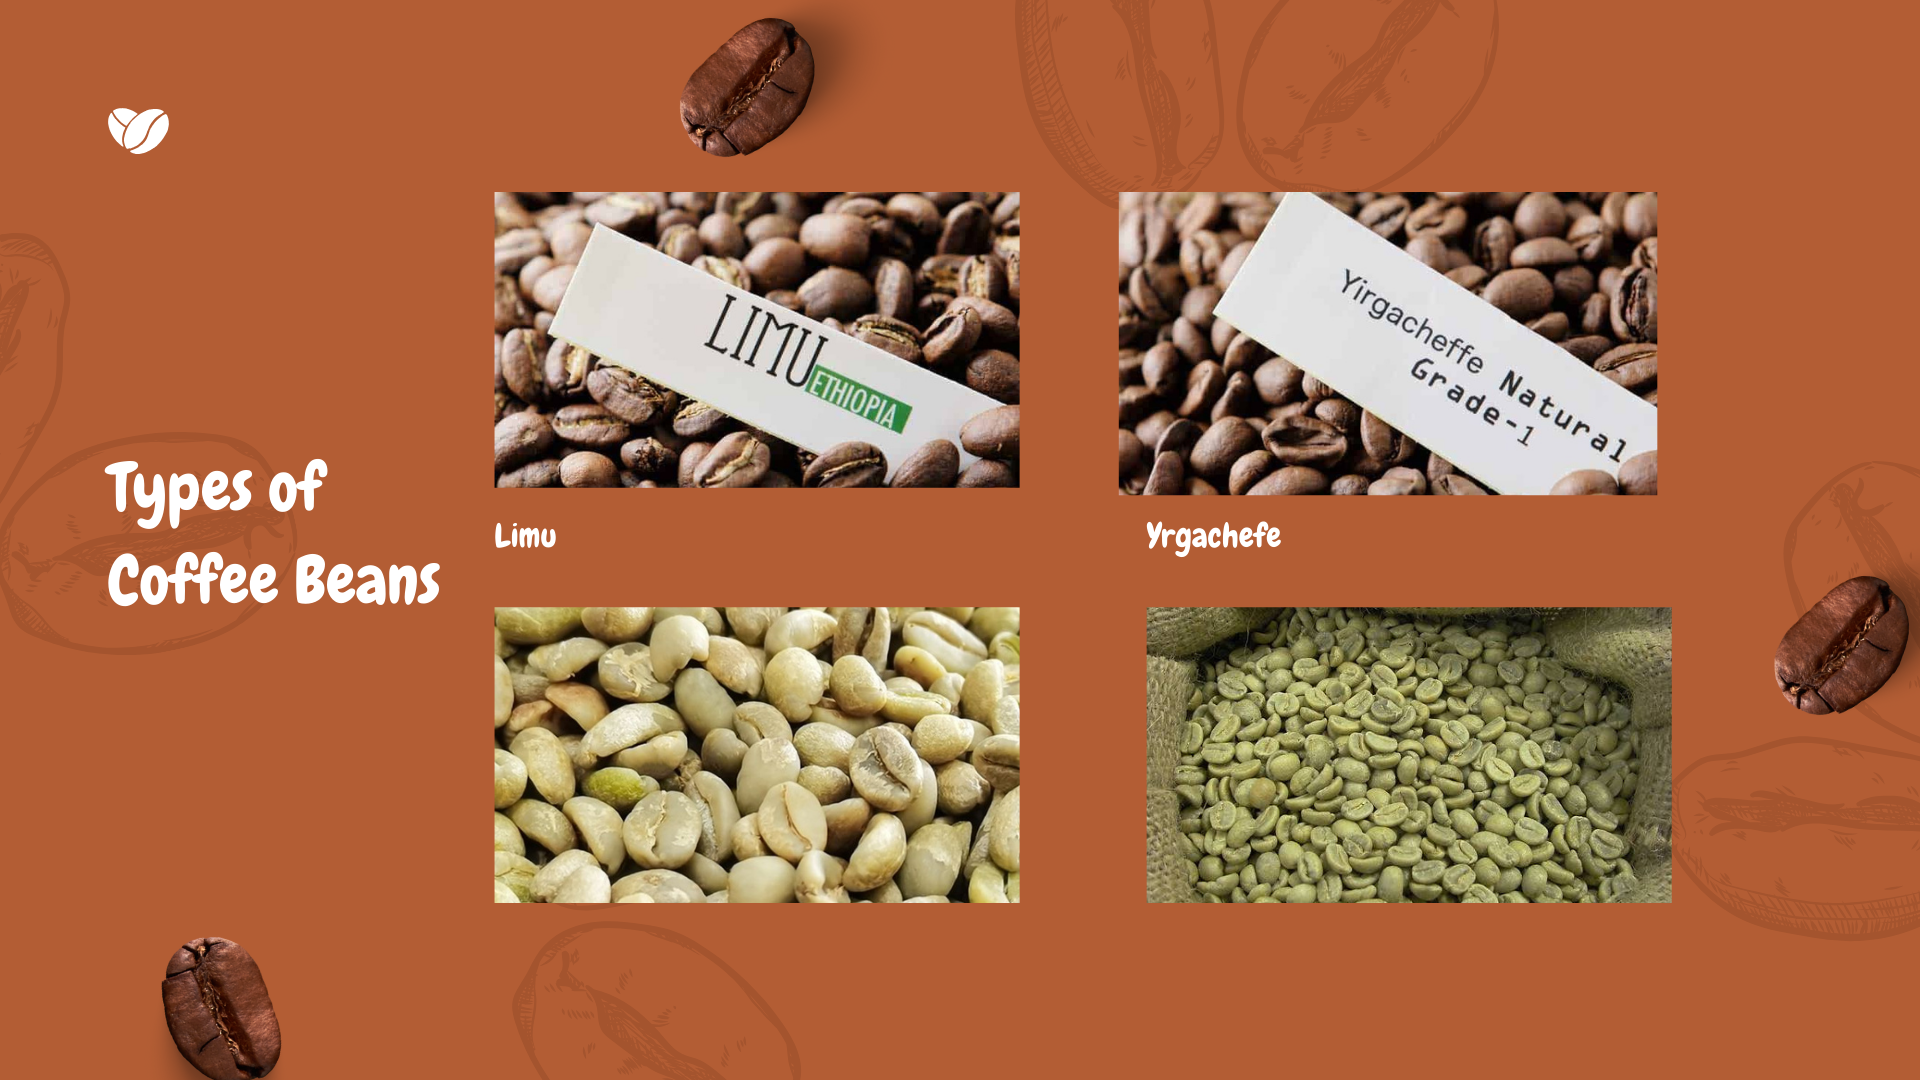 Types of
Coffee Beans
LIMU
ETHIOPIA
Yirgacheffe Natural
Grade-1
Limu
Yrgachefe